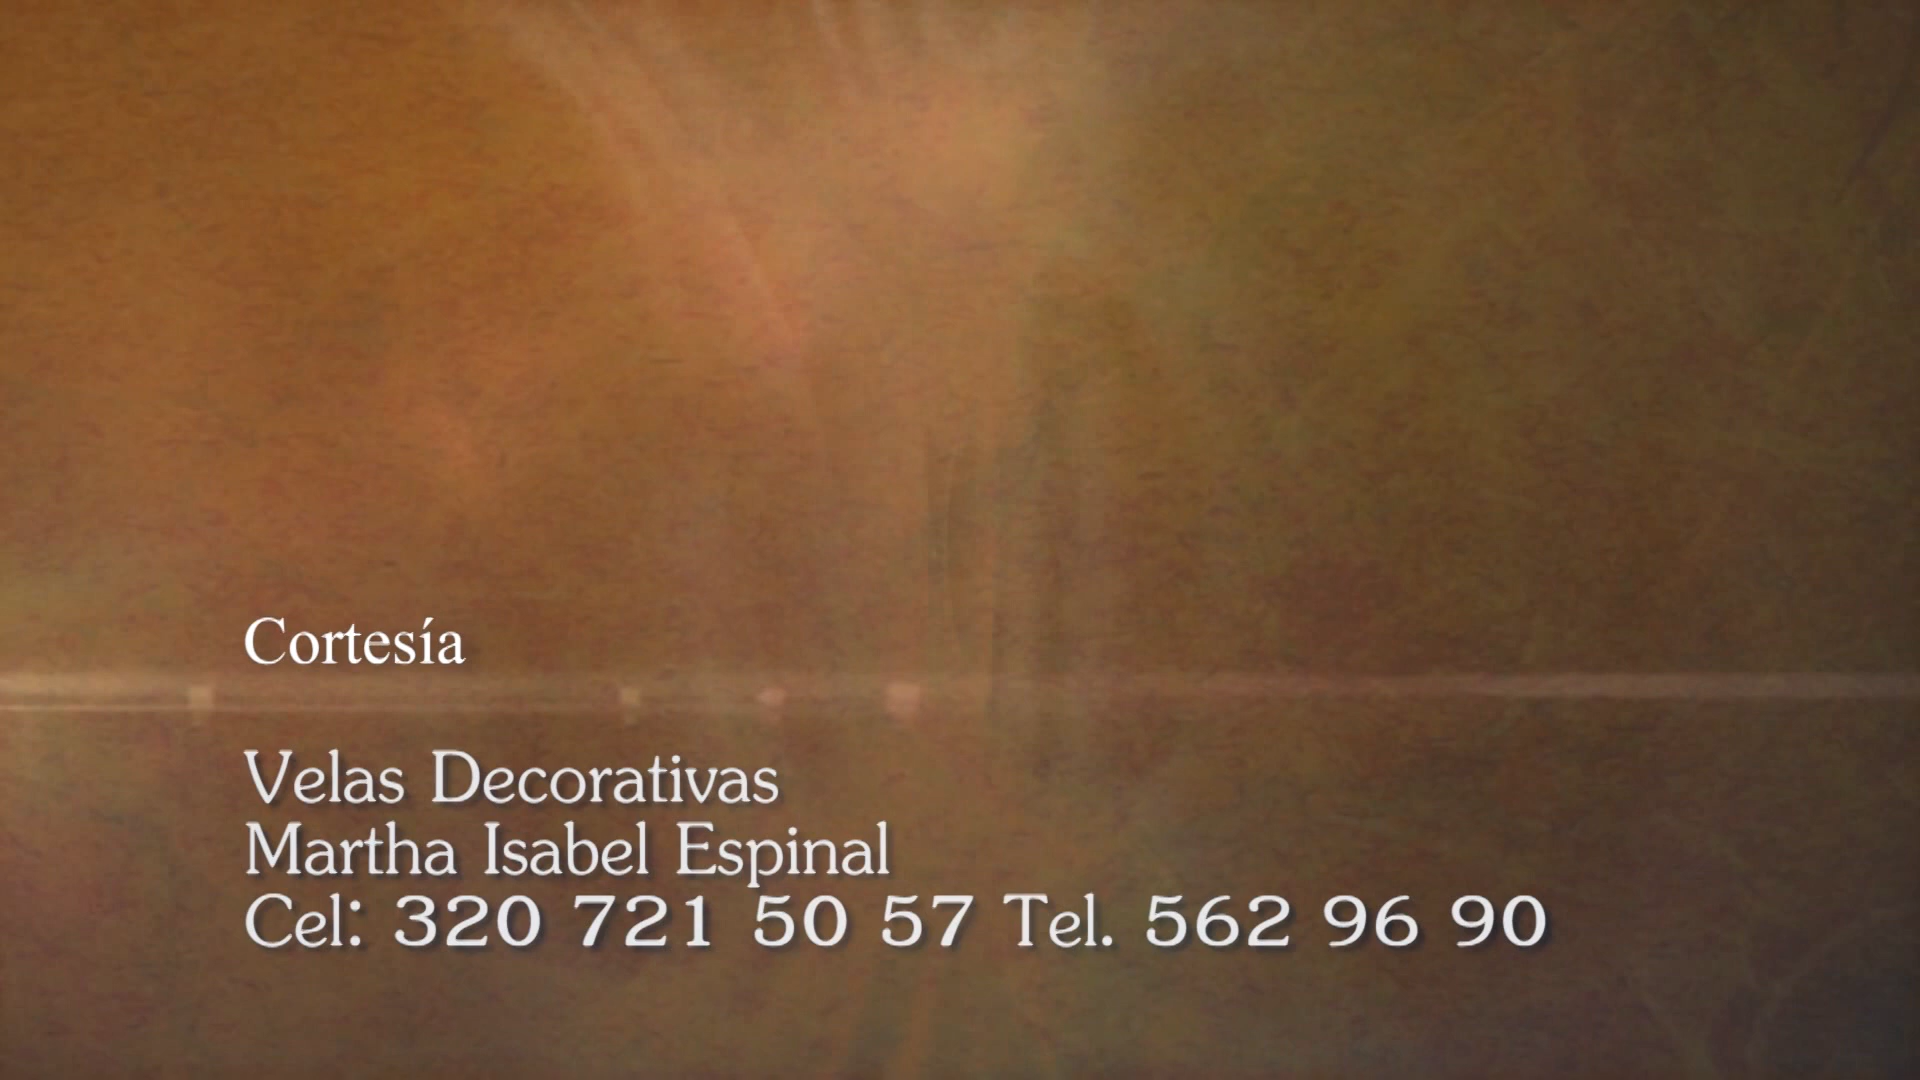 Cortesía
Velas Decorativas
Martha Isabel Espinal
Cel: 320 721 50 57 Tel. 562 96 90